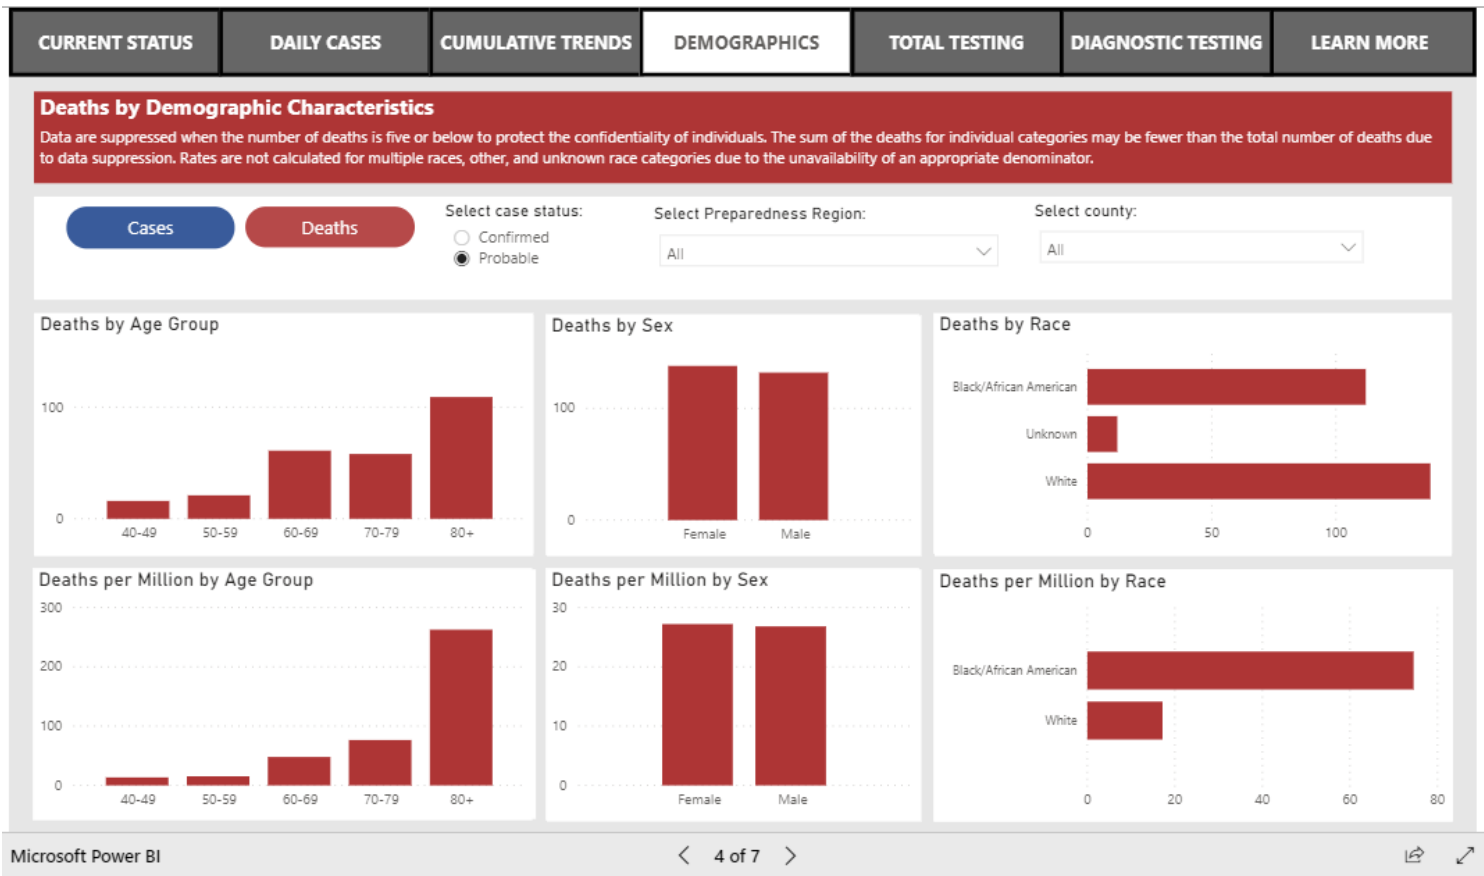 CURRENT STATUS
DAILY CASES
CUMULATIVE TRENDS
DEMOGRAPHICS
TOTAL TESTING
DIAGNOSTIC TESTING
LEARN MORE
Deaths by Demographic Characteristics
Data are suppressed when the number of deaths is five or below to protect the confidentiality of individuals. The sum of the deaths for individual categories may be fewer than the total number of deaths due
to data suppression. Rates are not calculated for multiple races, other, and unknown race categories due to the unavailability of an appropriate denominator.
Cases
Deaths
Select case status:
Confirmed
Probable
Select Preparedness Region:
All
Select county:
All
Deaths by Age Group
100
0
40-49 50-59 60-69 70-79 80+
Deaths by Sex
100
0
Female Male
Deaths by Race
Black/African American
Unknown
White
0 50 100
Deaths per Million by Age Group
300
200
100
0
40-49 50-59 60-69 70-79 80+
Deaths per Million by Sex
30
20
10
0
Female Male
Deaths per Million by Race
Black/African American
White
0 20 40 60 80
Microsoft Power BI
4 of 7